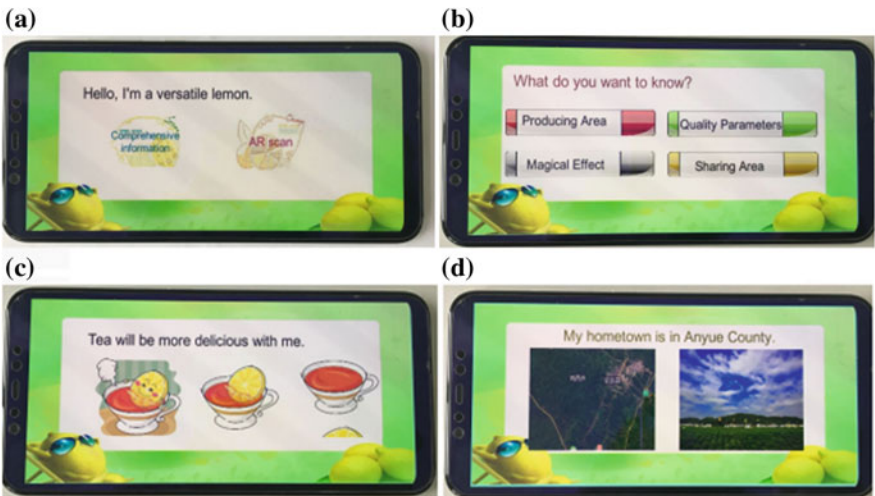 (a)
Hello, I'm a versatile lemon.
Comprehensive
information
AR scan
(b)
What do you want to know?
Producing Area
Quality Parameters
Magical Effect
Sharing Area
(c)
Tea will be more delicious with me.
(d)
My hometown is in Anyue County.